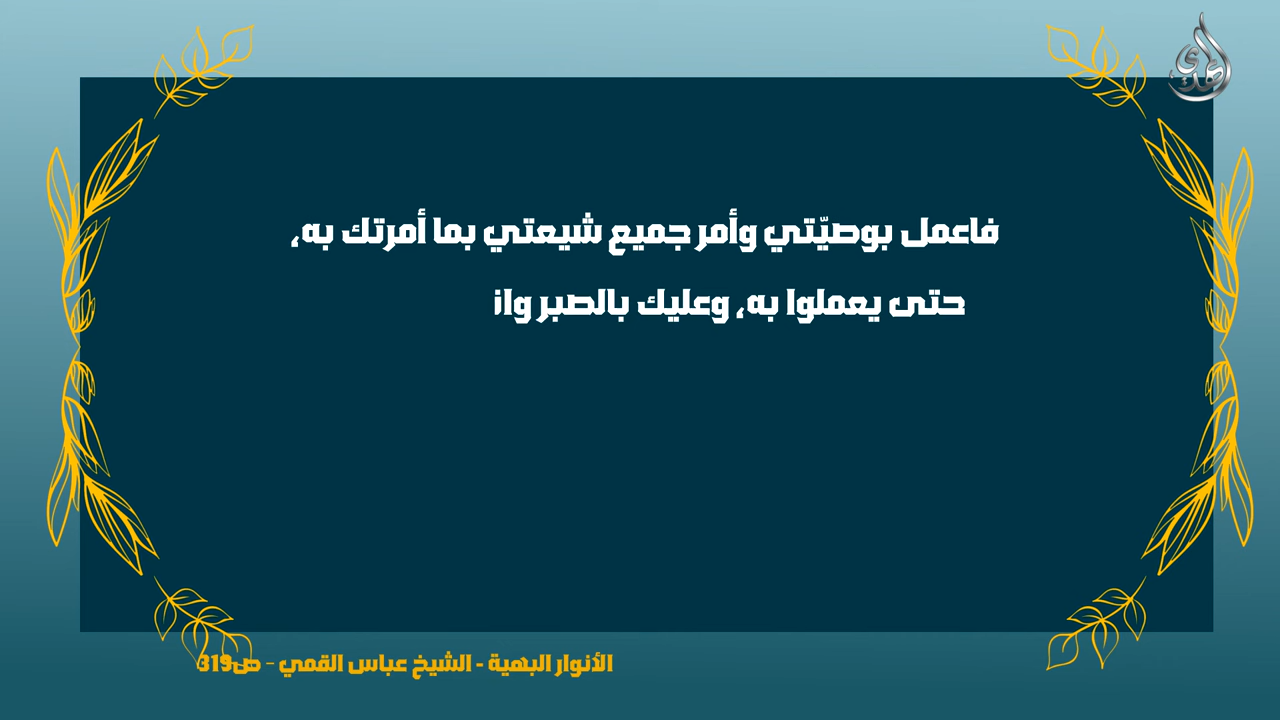 الهدى
فاعمل بوصيّتي وأمر جميع شيعتي بما أمرتك به،
حتى يعملوا به، وعليك بالصبر وا
الأنوار البهية - الشيخ عباس القمي - ص319